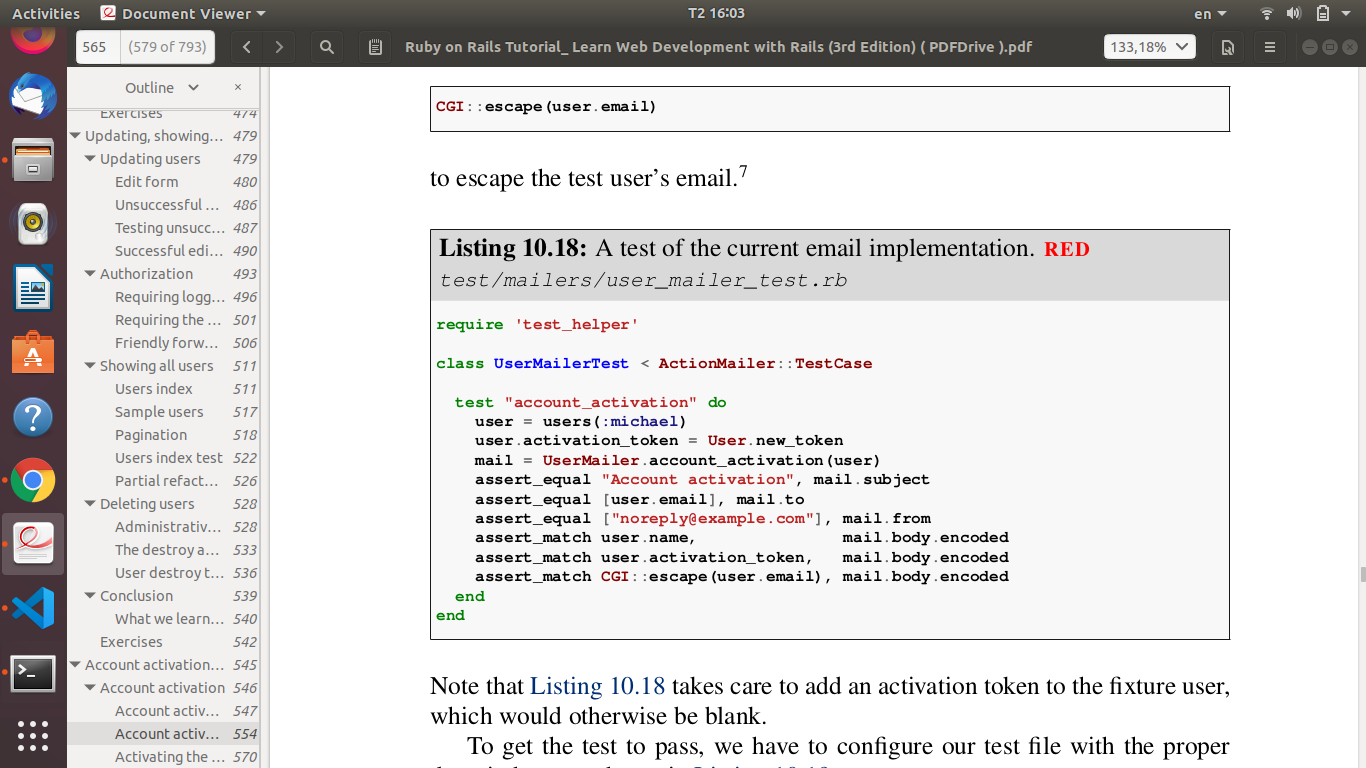 Activities Document Viewer T2 16:03 en
565 (579 of 793) Ruby on Rails Tutorial_ Learn Web Development with Rails (3rd Edition) ( PDFDrive ).pdf 133,18%
Outline ×
Exercises 474
Updating, showing... 479
Updating users 479
Edit form 480
Unsuccessful ... 486
Testing unsucc... 487
Successful edi... 490
Authorization 493
Requiring logg... 496
Requiring the ... 501
Friendly forw... 506
Showing all users 511
Users index 511
Sample users 517
Pagination 518
Users index test 522
Partial refact... 526
Deleting users 528
Administrativ... 528
The destroy a... 533
User destroy t... 536
Conclusion 539
What we learn... 540
Exercises 542
Account activation... 545
Account activation 546
Account activ... 547
Account activ... 554
Activating the ... 570
CGI::escape(user.email)
to escape the test user’s email.7
Listing 10.18: A test of the current email implementation. RED
test/mailers/user_mailer_test.rb
require 'test_helper'
class UserMailerTest < ActionMailer::TestCase
test "account_activation" do
user = users(:michael)
user.activation_token = User.new_token
mail = UserMailer.account_activation(user)
assert_equal "Account activation", mail.subject
assert_equal [user.email], mail.to
assert_equal ["noreply@example.com"], mail.from
assert_match user.name, mail.body.encoded
assert_match user.activation_token, mail.body.encoded
assert_match CGI::escape(user.email), mail.body.encoded
end
end
Note that Listing 10.18 takes care to add an activation token to the fixture user,
which would otherwise be blank.
To get the test to pass, we have to configure our test file with the proper